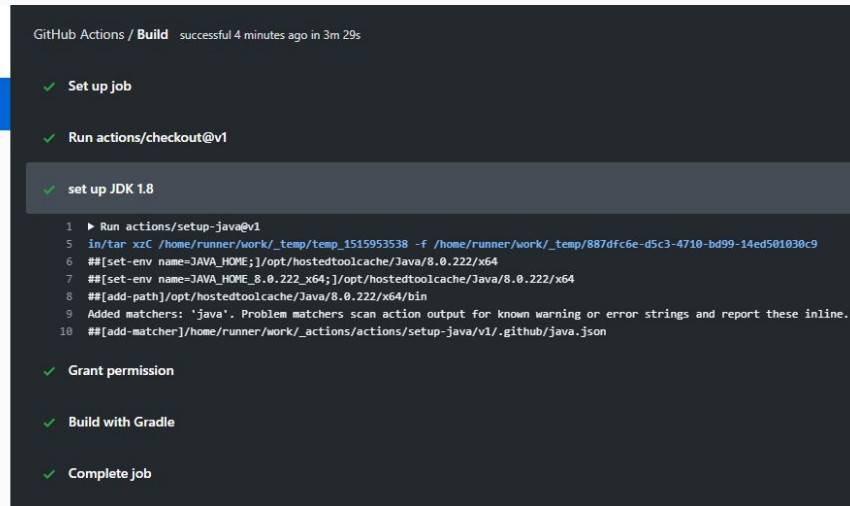 GitHub Actions / Build successful 4 minutes ago in 3m 29s
Set up job
Run actions/checkout@v1
set up JDK 1.8
1 ▶ Run actions/setup-java@v1
5 in/tar xzC /home/runner/work/_temp/temp_1515953538 -f /home/runner/work/_temp/887dfc6e-d5c3-4710-bd99-14ed501030c9
6 ##[set-env name=JAVA_HOME;]/opt/hostedtoolcache/Java/8.0.222/x64
7 ##[set-env name=JAVA_HOME_8.0.222_x64;]/opt/hostedtoolcache/Java/8.0.222/x64
8 ##[add-path]/opt/hostedtoolcache/Java/8.0.222/x64/bin
9 Added matchers: 'java'. Problem matchers scan action output for known warning or error strings and report these inline.
10 ##[add-matcher]/home/runner/work/_actions/actions/setup-java/v1/.github/java.json
Grant permission
Build with Gradle
Complete job